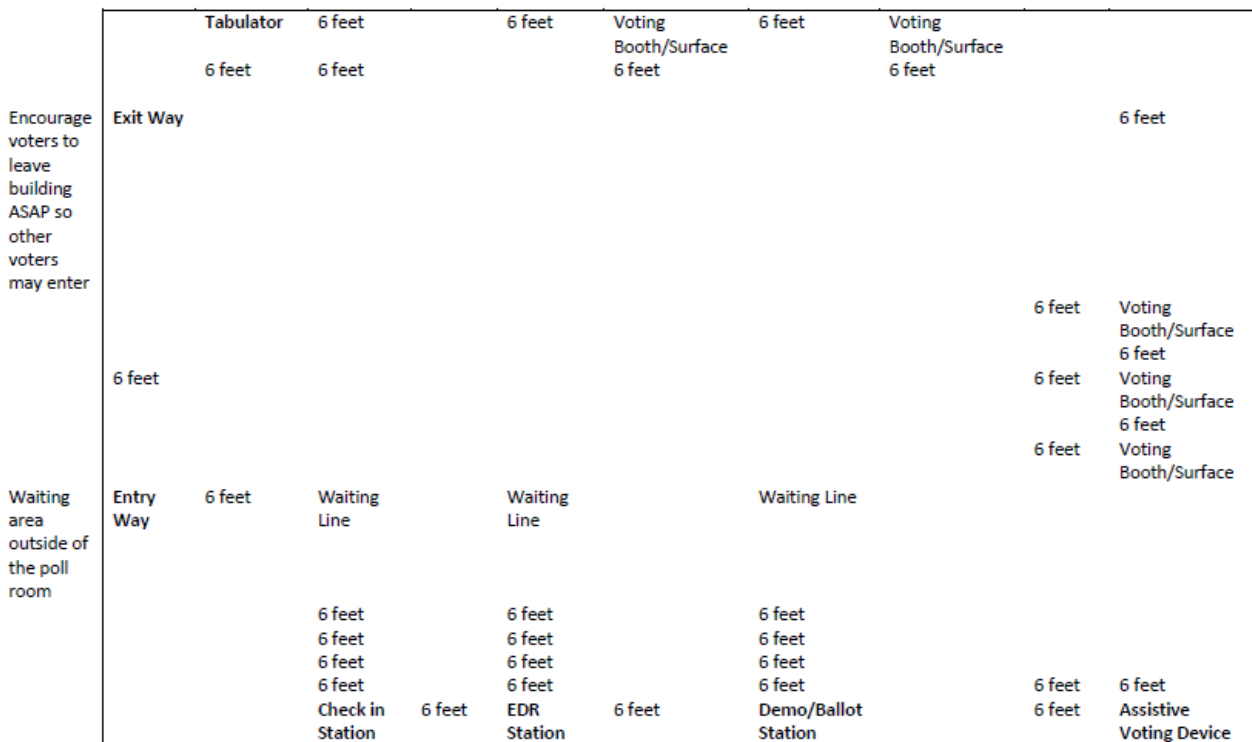 Tabulator 6 feet 6 feet Voting 6 feet Voting
Booth/Surface Booth/Surface
6 feet 6 feet 6 feet 6 feet
Encourage Exit Way 6 feet
voters to
leave
building
ASAP so
other
voters
may enter
6 feet Voting
Booth/Surface
6 feet
6 feet 6 feet Voting
Booth/Surface
6 feet
6 feet Voting
Booth/Surface
Waiting Entry 6 feet Waiting Waiting Waiting Line
area Way Line Line
outside of
the poll
room
6 feet 6 feet 6 feet
6 feet 6 feet 6 feet
6 feet 6 feet 6 feet
6 feet 6 feet 6 feet 6 feet 6 feet
Check in 6 feet EDR 6 feet Demo/Ballot 6 feet Assistive
Station Station Station Voting Device